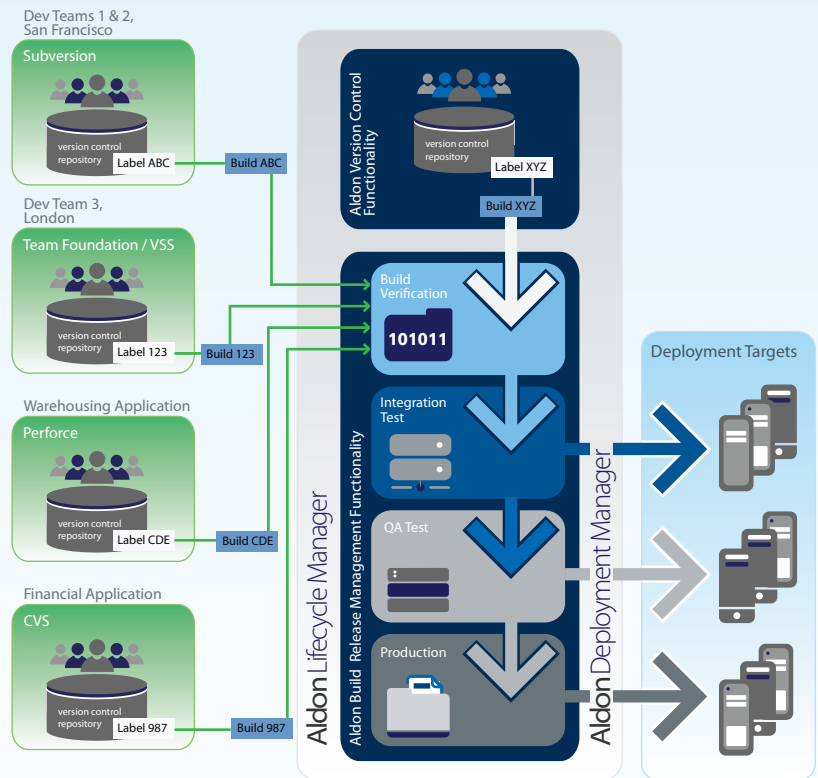 Dev Teams 1 & 2,
San Francisco
Subversion
version control
repository
Label ABC
Build ABC
Dev Team 3,
London
Team Foundation / VSS
version control
repository
Label 123
Build 123
Warehousing Application
Perforce
version control
repository
Label CDE
Build CDE
Financial Application
CVS
version control
repository
Label 987
Build 987
Aldon Lifecycle Manager
Aldon Version Control
Functionality
version control
repository
Label XYZ
Build XYZ
Aldon Build Release Management Functionality
Build
Verification
101011
Integration
Test
QA Test
Production
Aldon Deployment Manager
Deployment Targets